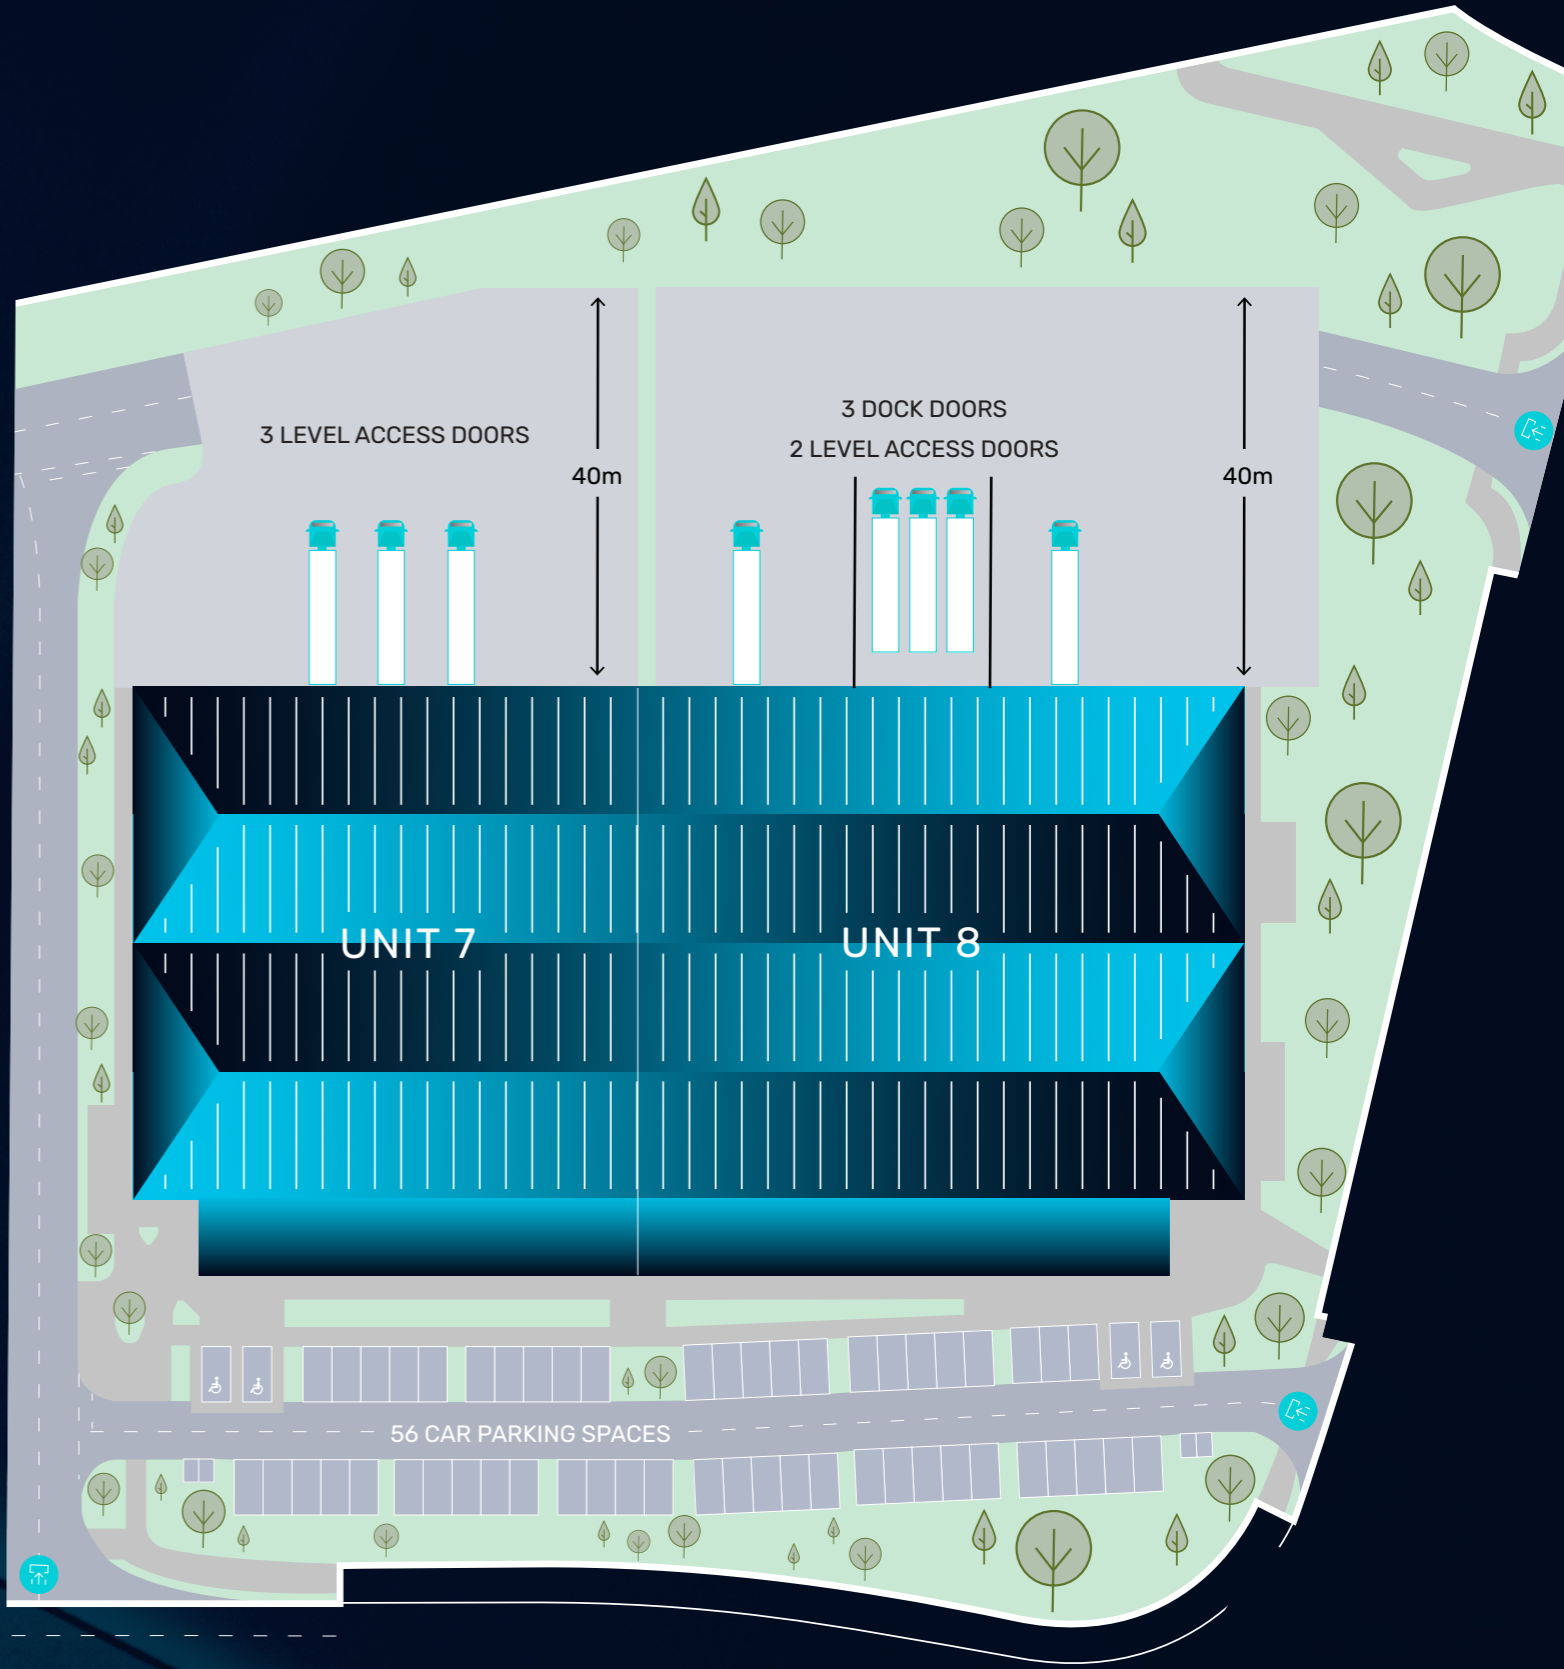 3 DOCK DOORS
3 LEVEL ACCESS DOORS
2 LEVEL ACCESS DOORS
40m
40m
UNIT 7
UNIT 8
56 CAR PARKING SPACES